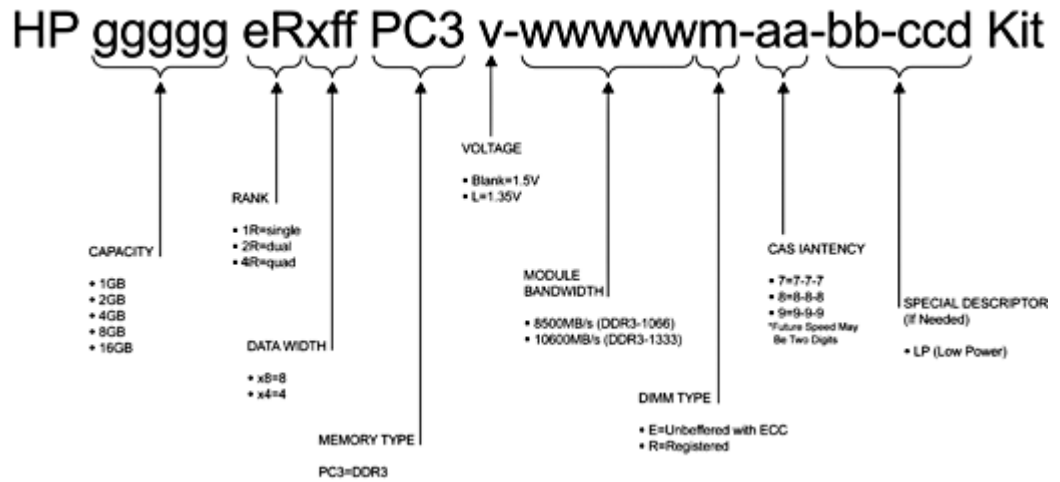 HP ggggg eRxff PC3 v-wwwwwm-aa-bb-ccd Kit
VOLTAGE
▪ Blank=1.5V
▪ L=1.35V
RANK
▪ 1R=single
▪ 2R=dual
▪ 4R=quad
CAPACITY
• 1GB
• 2GB
• 4GB
• 8GB
• 16GB
CAS IANTENCY
▪ 7=7-7-7
▪ 8=8-8-8
▪ 9=9-9-9
*Future Speed May
Be Two Digits
MODULE
BANDWIDTH
▪ 8500MB/s (DDR3-1066)
▪ 10600MB/s (DDR3-1333)
SPECIAL DESCRIPTOR
(If Needed)
• LP (Low Power)
DATA WIDTH
• x8=8
• x4=4
DIMM TYPE
• E=Unbeffered with ECC
• R=Registered
MEMORY TYPE
PC3=DDR3